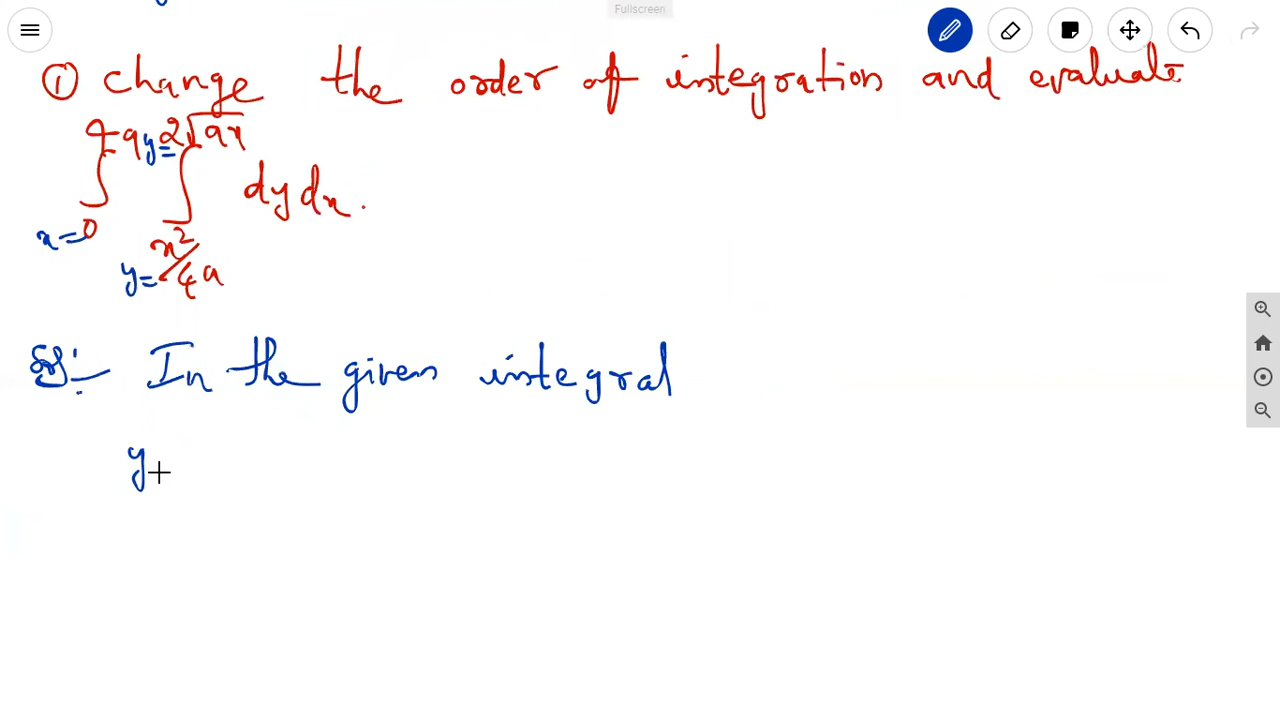 Fullscreen
① change the order of integration and evaluate
∫_{x=0}^{4a} ∫_{y=x²/4a}^{y=2√ax} dy dx.
Sol:- In the given integral
y